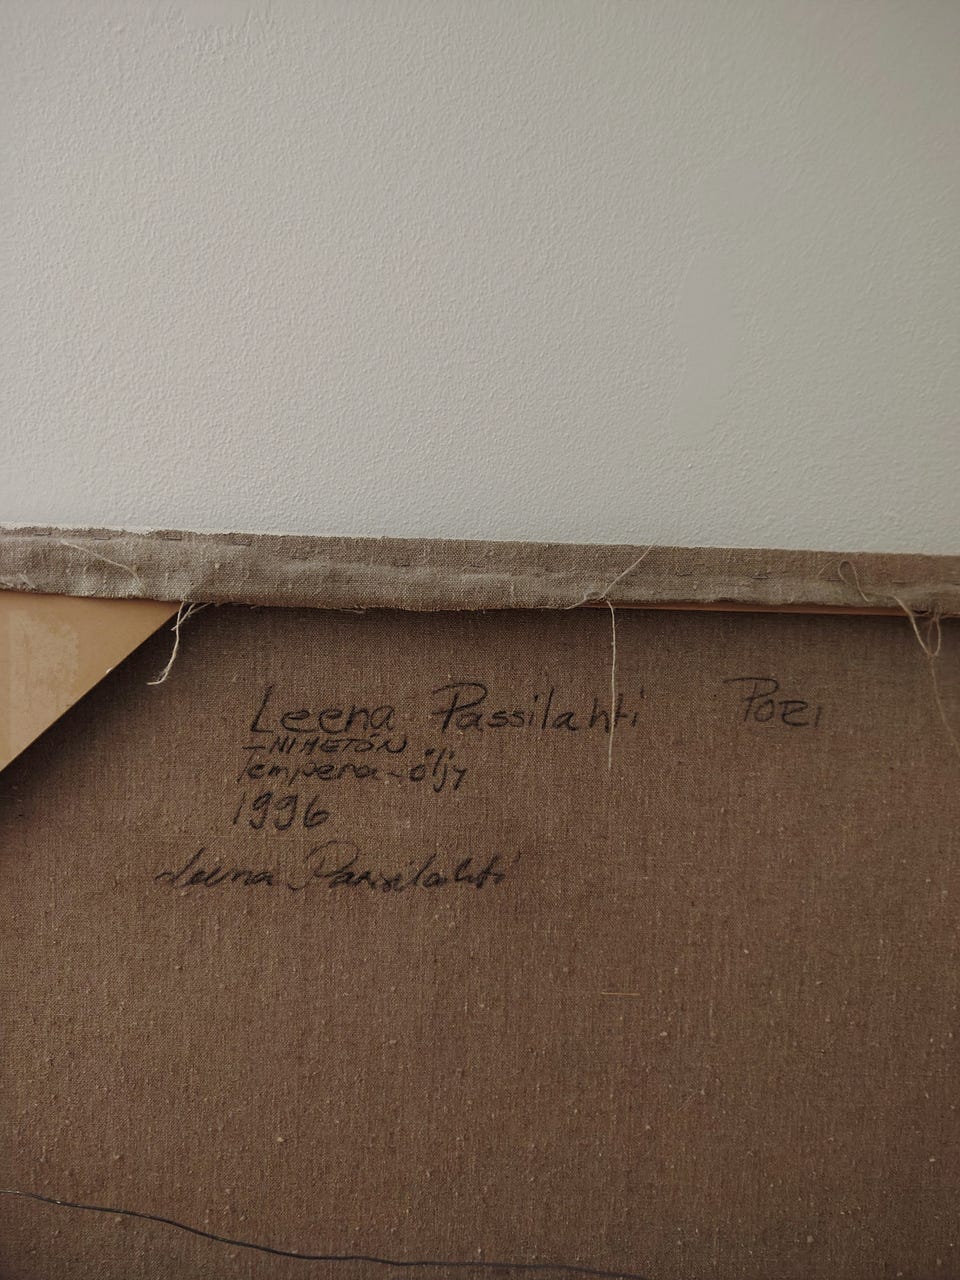 Leena Passilahti PORI
-NIMETÖN
Tempera-öljy
1996
Leena Passilahti